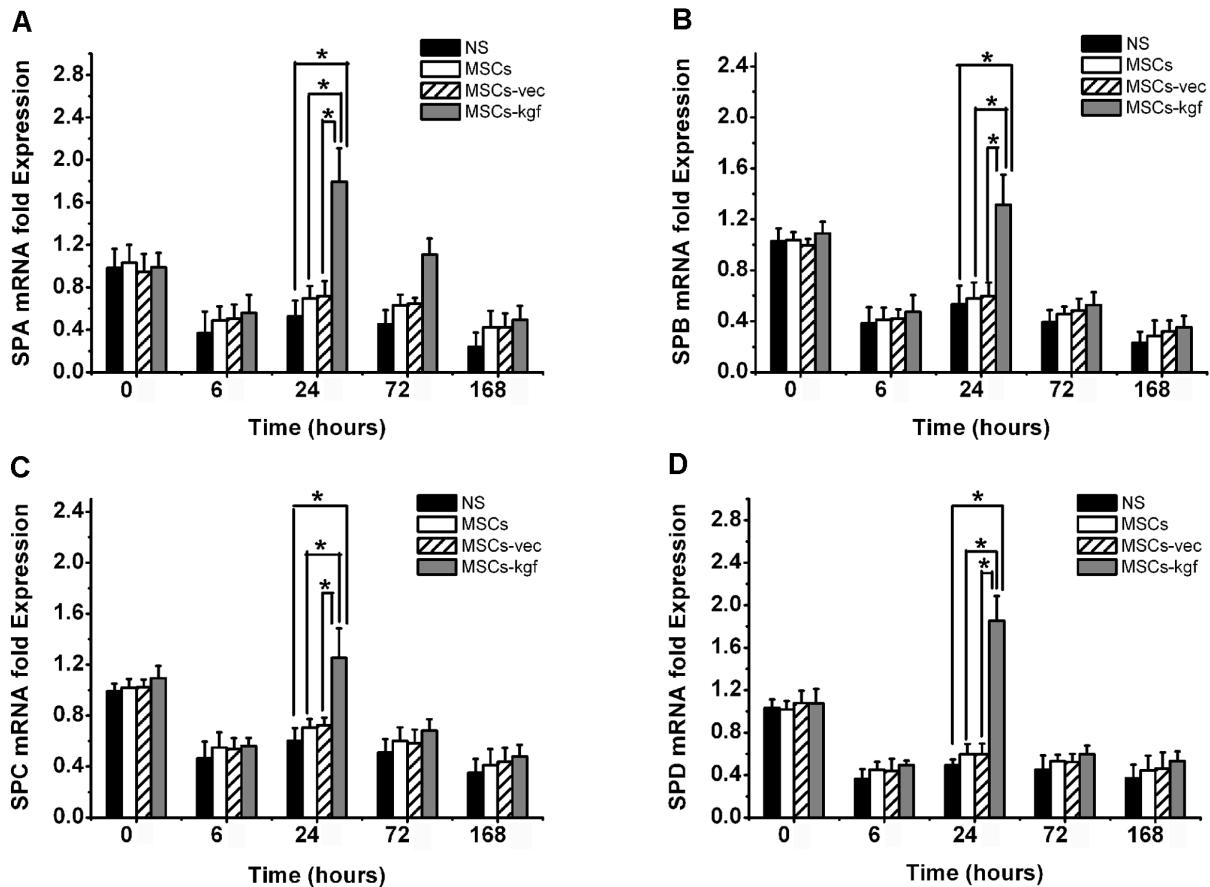 A
SPA mRNA fold Expression
2.8
2.4
2.0
1.6
1.2
0.8
0.4
0.0
NS
MSCs
MSCs-vec
MSCs-kgf
*
*
*
0 6 24 72 168
Time (hours)
B
SPB mRNA fold Expression
2.4
2.0
1.6
1.2
0.8
0.4
0.0
NS
MSCs
MSCs-vec
MSCs-kgf
*
*
*
0 6 24 72 168
Time (hours)
C
SPC mRNA fold Expression
2.4
2.0
1.6
1.2
0.8
0.4
0.0
NS
MSCs
MSCs-vec
MSCs-kgf
*
*
*
0 6 24 72 168
Time (hours)
D
SPD mRNA fold Expression
2.8
2.4
2.0
1.6
1.2
0.8
0.4
0.0
NS
MSCs
MSCs-vec
MSCs-kgf
*
*
*
0 6 24 72 168
Time (hours)